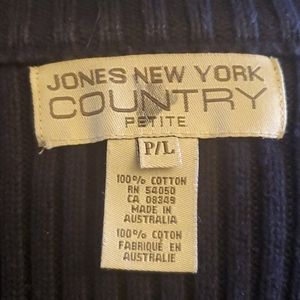 JONES NEW YORK
COUNTRY
PETITE
P/L
100% COTTON
RN 54050
CA 08349
MADE IN
AUSTRALIA
100% COTON
FABRIQUÉ EN
AUSTRALIE